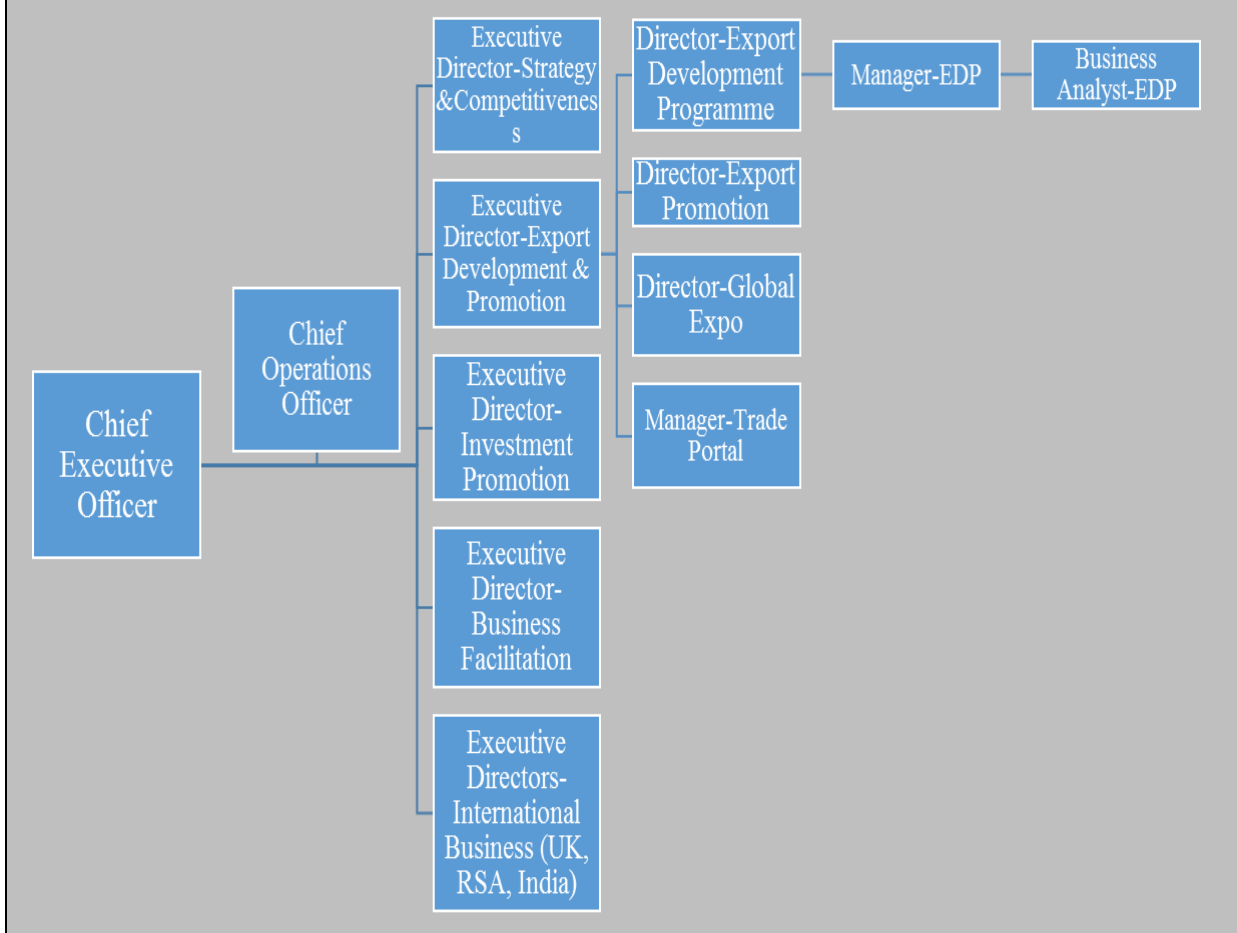 Chief
Executive
Officer
Chief
Operations
Officer
Executive
Director-Strategy
&Competitivenes
s
Executive
Director-Export
Development &
Promotion
Director-Export
Development
Programme
Manager-EDP
Business
Analyst-EDP
Director-Export
Promotion
Director-Global
Expo
Manager-Trade
Portal
Executive
Director-
Investment
Promotion
Executive
Director-
Business
Facilitation
Executive
Directors-
International
Business (UK,
RSA, India)